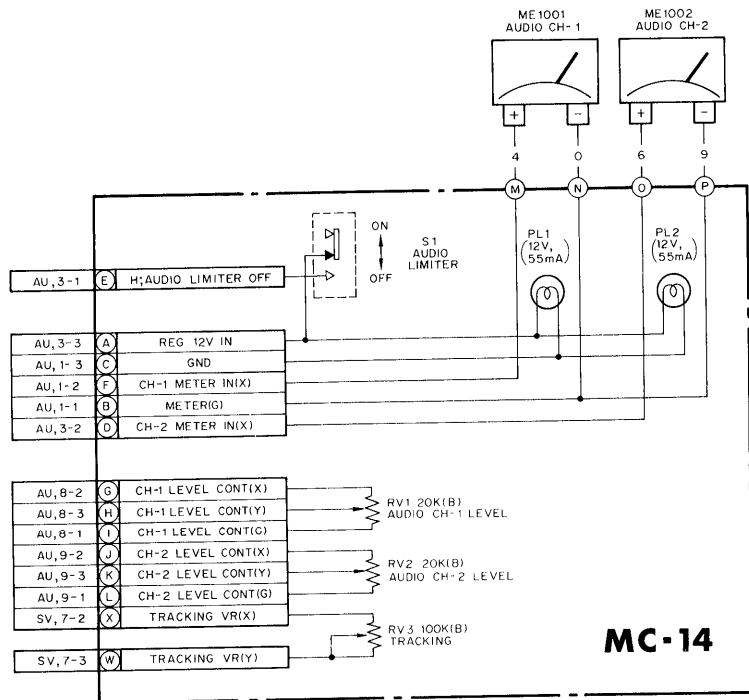 ME1001 ME1002
AUDIO CH-1 AUDIO CH-2
+ - + -
4 0 6 9
M N O P
ON
S1
AUDIO
LIMITER
OFF
PL1
(12V,
55mA)
PL2
(12V,
55mA)
AU,3-1 E H;AUDIO LIMITER OFF
AU,3-3 A REG 12V IN
AU,1-3 C GND
AU,1-2 F CH-1 METER IN(X)
AU,1-1 B METER(G)
AU,3-2 D CH-2 METER IN(X)
AU,8-2 G CH-1 LEVEL CONT(X)
AU,8-3 H CH-1 LEVEL CONT(Y)
AU,8-1 I CH-1 LEVEL CONT(G)
AU,9-2 J CH-2 LEVEL CONT(X)
AU,9-3 K CH-2 LEVEL CONT(Y)
AU,9-1 L CH-2 LEVEL CONT(G)
SV,7-2 X TRACKING VR(X)
SV,7-3 W TRACKING VR(Y)
RV1 20K(B)
AUDIO CH-1 LEVEL
RV2 20K(B)
AUDIO CH-2 LEVEL
RV3 100K(B)
TRACKING
MC-14